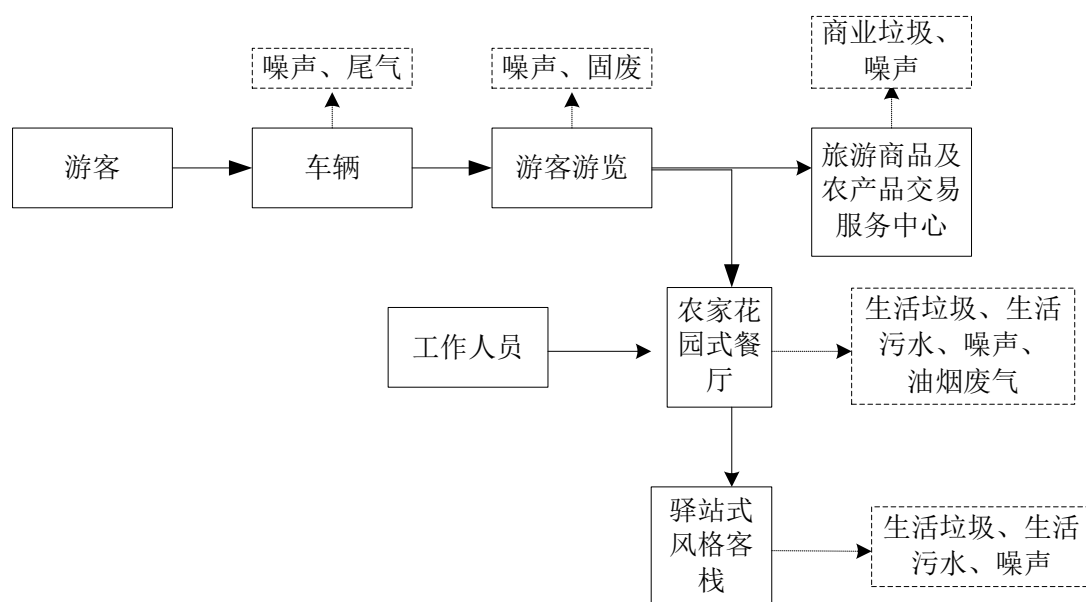 商业垃圾、
噪声
噪声、尾气
噪声、固废
游客
车辆
游客游览
旅游商品及
农产品交易
服务中心
工作人员
农家花
园式餐
厅
生活垃圾、生活
污水、噪声、
油烟废气
驿站式
风格客
栈
生活垃圾、生活
污水、噪声